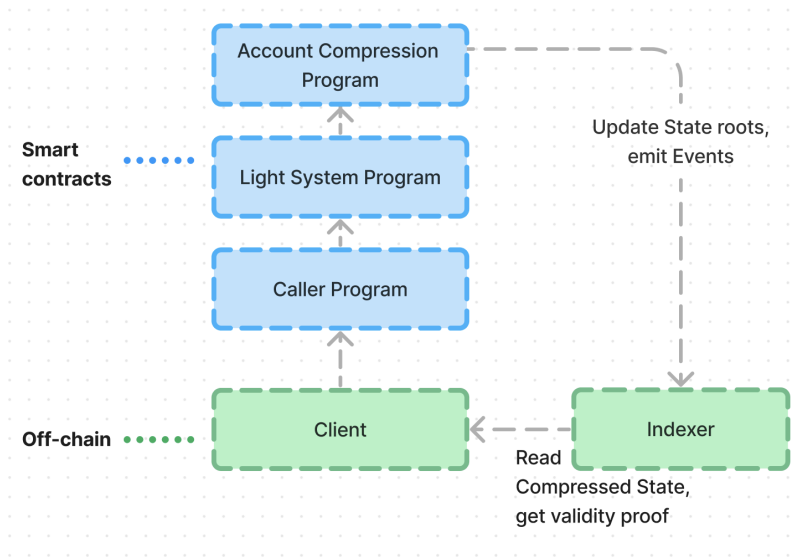 Account Compression
Program
Update State roots,
emit Events
Smart
contracts
Light System Program
Caller Program
Off-chain
Client
Indexer
Read
Compressed State,
get validity proof